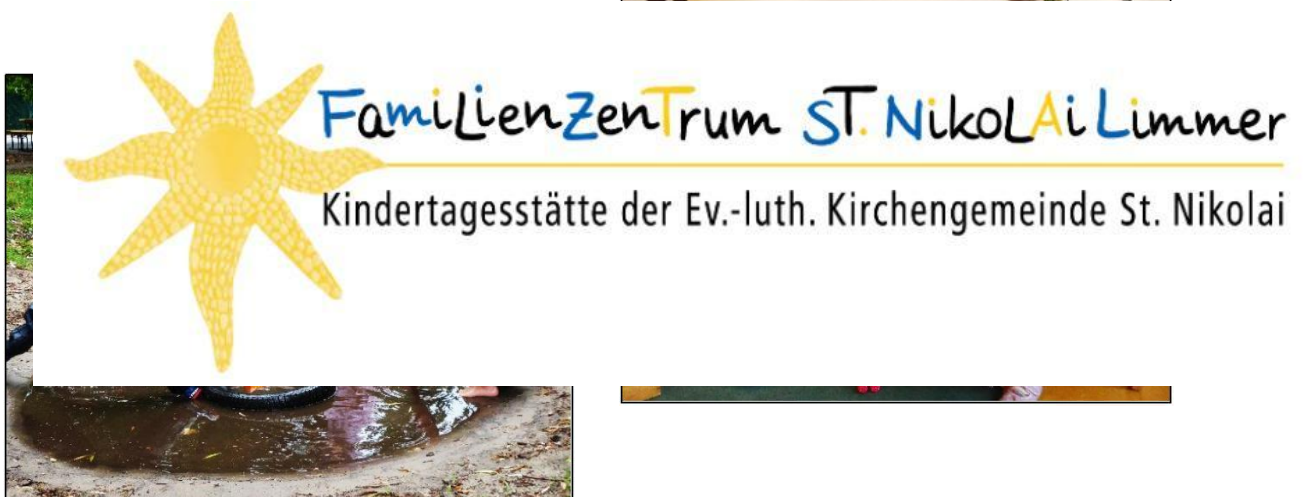 FamiLienZenTrum ST. NikoLAi Limmer
Kindertagesstätte der Ev.-luth. Kirchengemeinde St. Nikolai